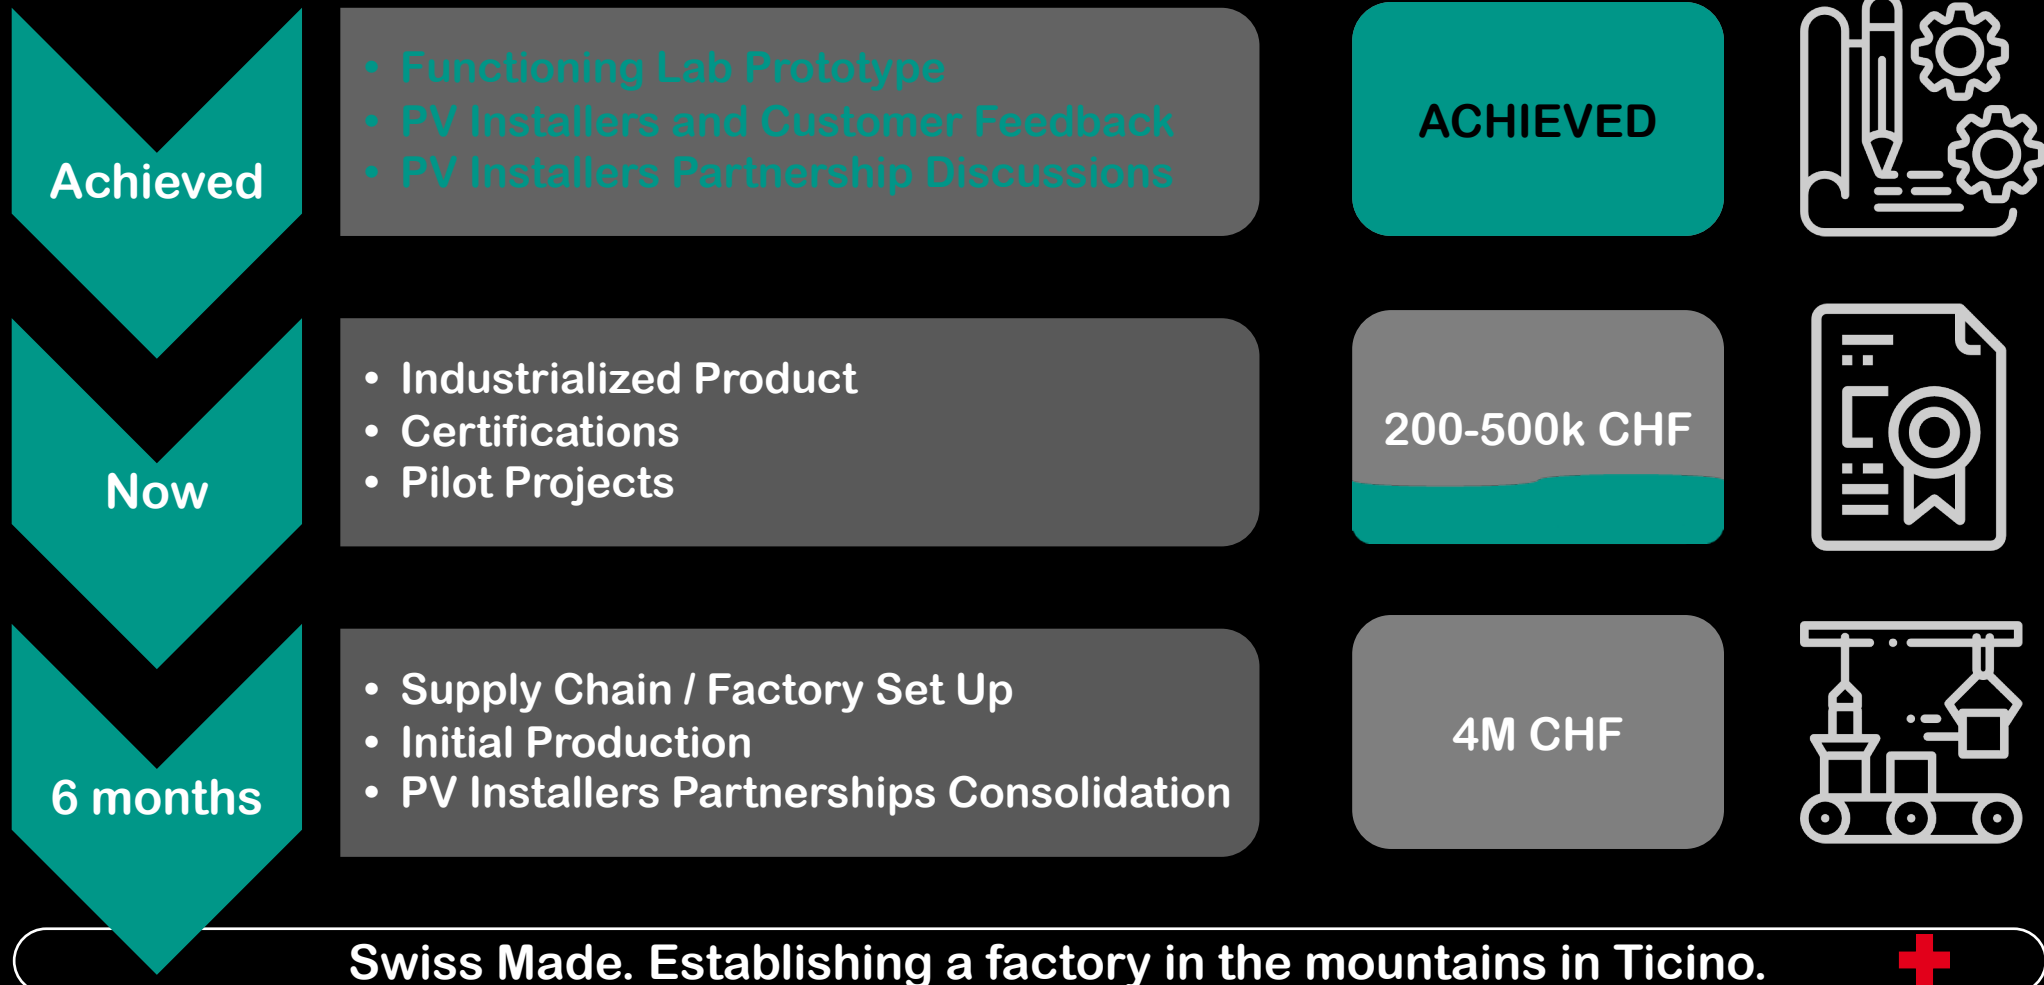 Achieved
• Functioning Lab Prototype
• PV Installers and Customer Feedback
• PV Installers Partnership Discussions
ACHIEVED
Now
• Industrialized Product
• Certifications
• Pilot Projects
200-500k CHF
6 months
• Supply Chain / Factory Set Up
• Initial Production
• PV Installers Partnerships Consolidation
4M CHF
Swiss Made. Establishing a factory in the mountains in Ticino.